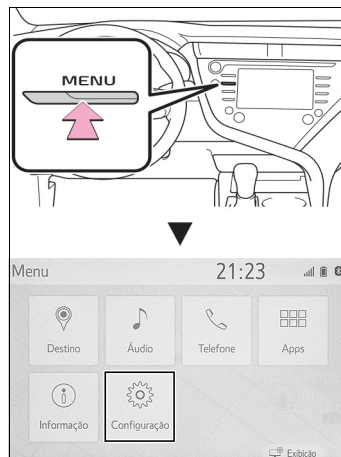 MENU
Menu 21:23
Destino Áudio Telefone Apps
Informação Configuração
Exibição